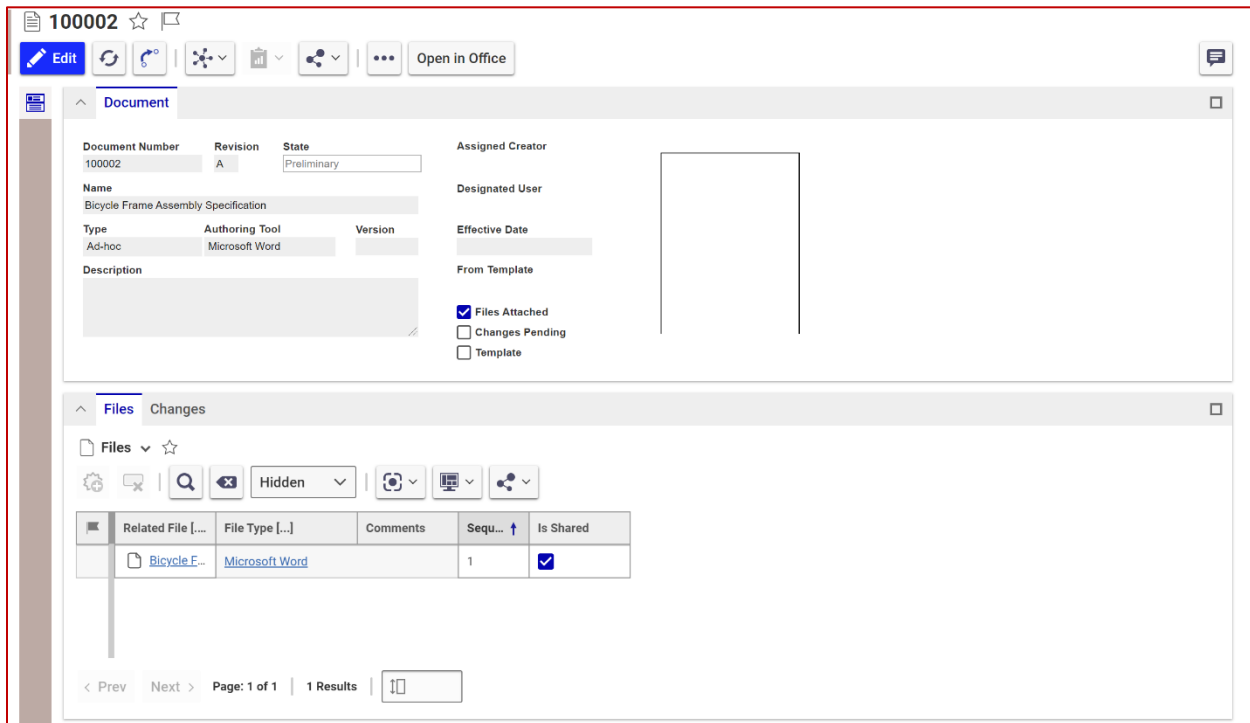 100002
Edit
Open in Office
Document
Document Number Revision State Assigned Creator
100002 A Preliminary
Name Designated User
Bicycle Frame Assembly Specification
Type Authoring Tool Version Effective Date
Ad-hoc Microsoft Word
Description From Template
Files Attached
Changes Pending
Template
Files Changes
Files
Hidden
Related File [.... File Type [...] Comments Sequ... Is Shared
Bicycle F... Microsoft Word 1
< Prev Next > Page: 1 of 1 1 Results